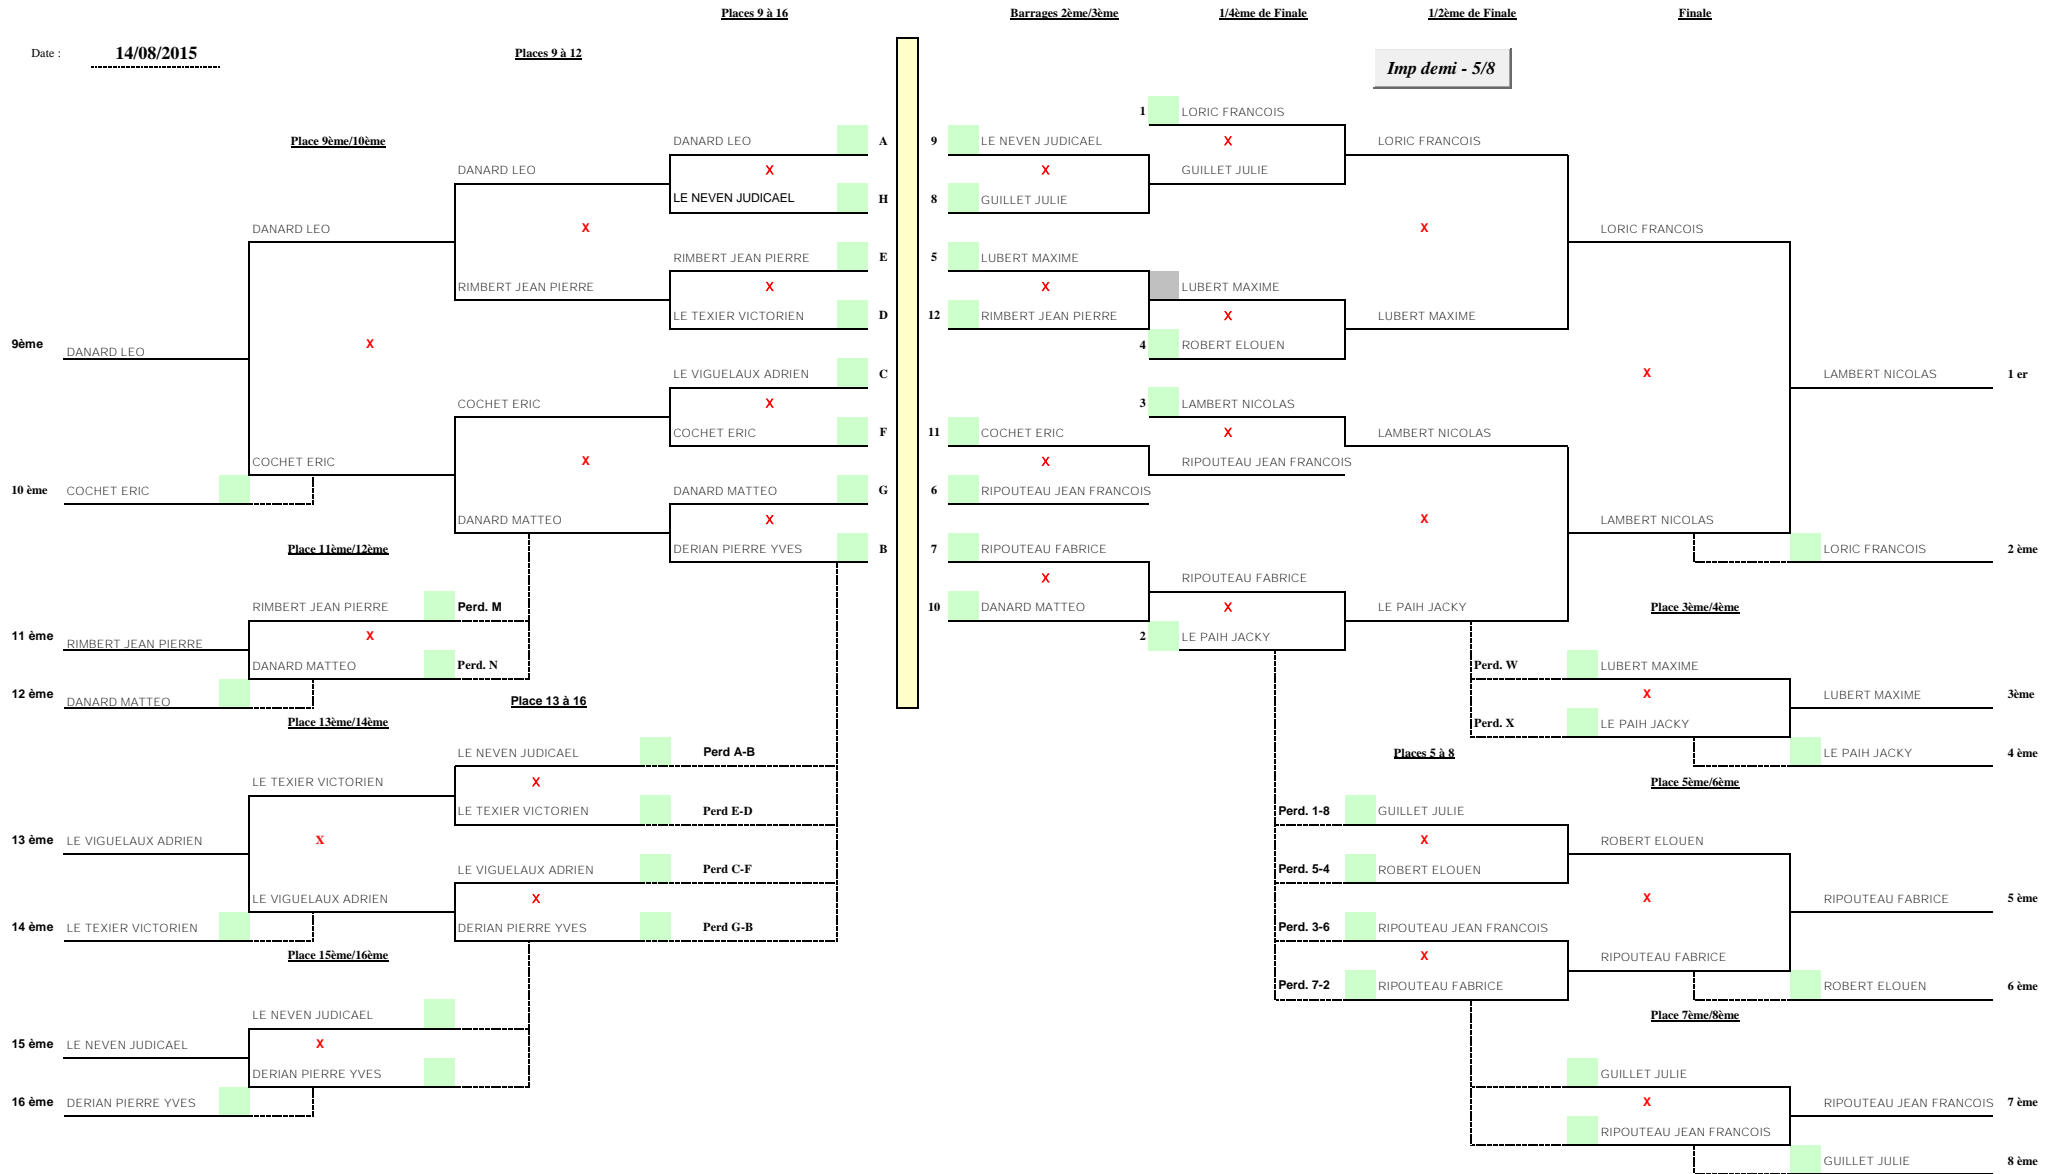 Places 9 à 16
Barrages 2ème/3ème
1/4ème de Finale
1/2ème de Finale
Finale
Date :
14/08/2015
Places 9 à 12
Imp demi - 5/8
Place 9ème/10ème
DANARD LEO
A
X
DANARD LEO
LE NEVEN JUDICAEL
H
X
DANARD LEO
RIMBERT JEAN PIERRE
E
X
RIMBERT JEAN PIERRE
LE TEXIER VICTORIEN
D
9ème
DANARD LEO
X
LE VIGUELAUX ADRIEN
C
X
COCHET ERIC
COCHET ERIC
F
X
COCHET ERIC
10 ème
COCHET ERIC
DANARD MATTEO
G
X
DANARD MATTEO
DERIAN PIERRE YVES
B
Place 11ème/12ème
RIMBERT JEAN PIERRE
Perd. M
11 ème
RIMBERT JEAN PIERRE
X
DANARD MATTEO
Perd. N
12 ème
DANARD MATTEO
Place 13 à 16
Place 13ème/14ème
LE NEVEN JUDICAEL
Perd A-B
X
LE TEXIER VICTORIEN
LE TEXIER VICTORIEN
Perd E-D
13 ème
LE VIGUELAUX ADRIEN
X
LE VIGUELAUX ADRIEN
Perd C-F
X
LE VIGUELAUX ADRIEN
DERIAN PIERRE YVES
Perd G-B
14 ème
LE TEXIER VICTORIEN
Place 15ème/16ème
LE NEVEN JUDICAEL
15 ème
LE NEVEN JUDICAEL
X
DERIAN PIERRE YVES
16 ème
DERIAN PIERRE YVES
1
LORIC FRANCOIS
9
LE NEVEN JUDICAEL
X
LORIC FRANCOIS
X
GUILLET JULIE
8
GUILLET JULIE
X
LORIC FRANCOIS
5
LUBERT MAXIME
X
LUBERT MAXIME
12
RIMBERT JEAN PIERRE
X
LUBERT MAXIME
4
ROBERT ELOUEN
X
LAMBERT NICOLAS
1 er
3
LAMBERT NICOLAS
11
COCHET ERIC
X
LAMBERT NICOLAS
X
RIPOUTEAU JEAN FRANCOIS
6
RIPOUTEAU JEAN FRANCOIS
X
LAMBERT NICOLAS
7
RIPOUTEAU FABRICE
LORIC FRANCOIS
2 ème
X
RIPOUTEAU FABRICE
10
DANARD MATTEO
X
LE PAIH JACKY
2
LE PAIH JACKY
Place 3ème/4ème
Perd. W
LUBERT MAXIME
X
LUBERT MAXIME
3ème
Perd. X
LE PAIH JACKY
LE PAIH JACKY
4 ème
Places 5 à 8
Place 5ème/6ème
Perd. 1-8
GUILLET JULIE
X
ROBERT ELOUEN
Perd. 5-4
ROBERT ELOUEN
X
RIPOUTEAU FABRICE
5 ème
Perd. 3-6
RIPOUTEAU JEAN FRANCOIS
X
RIPOUTEAU FABRICE
Perd. 7-2
RIPOUTEAU FABRICE
ROBERT ELOUEN
6 ème
Place 7ème/8ème
GUILLET JULIE
X
RIPOUTEAU JEAN FRANCOIS
7 ème
RIPOUTEAU JEAN FRANCOIS
GUILLET JULIE
8 ème